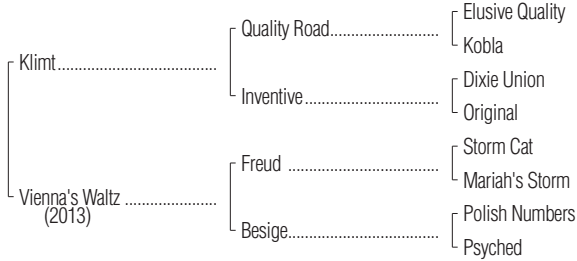 Elusive Quality
Quality Road
Kobla
Klimt
Dixie Union
Inventive
Original
Storm Cat
Freud
Mariah's Storm
Vienna's Waltz
(2013)
Polish Numbers
Besige
Psyched